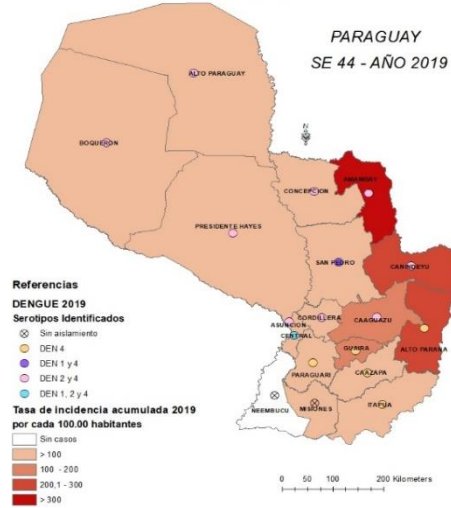 PARAGUAY
SE 44 - AÑO 2019
ALTO PARAGUAY
BOQUERON
CONCEPCION
AMAMBAY
PRESIDENTE HAYES
SAN PEDRO
CANINDEYU
CORDILLERA
ASUNCION
CENTRAL
CAAGUAZU
ALTO PARANA
GUAIRA
PARAGUARI
CAAZAPA
ÑEEMBUCU
MISIONES
ITAPUA
Referencias
DENGUE 2019
Serotipos Identificados
Sin aislamiento
DEN 4
DEN 1 y 4
DEN 2 y 4
DEN 1, 2 y 4
Tasa de incidencia acumulada 2019
por cada 100.00 habitantes
Sin casos
> 100
100 - 200
200,1 - 300
> 300
0 50 100 200 Kilometers